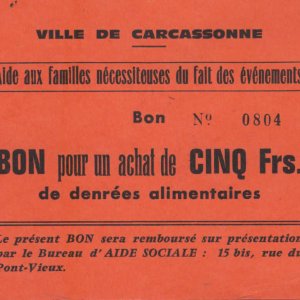 VILLE DE CARCASSONNE
Aide aux familles nécessiteuses du fait des événements
Bon Nº 0804
BON pour un achat de CINQ Frs.
de denrées alimentaires
Le présent BON sera remboursé sur présentation
par le Bureau d'AIDE SOCIALE : 15 bis, rue du
Pont-Vieux.